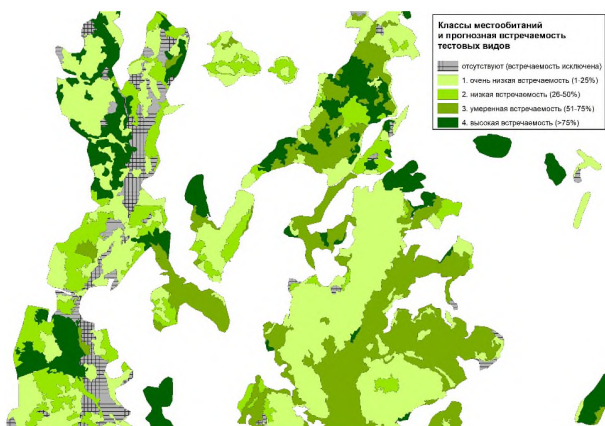 Классы местообитаний
и прогнозная встречаемость
тестовых видов
отсутствуют (встречаемость исключена)
1. очень низкая встречаемость (1-25%)
2. низкая встречаемость (26-50%)
3. умеренная встречаемость (51-75%)
4. высокая встречаемость (>75%)